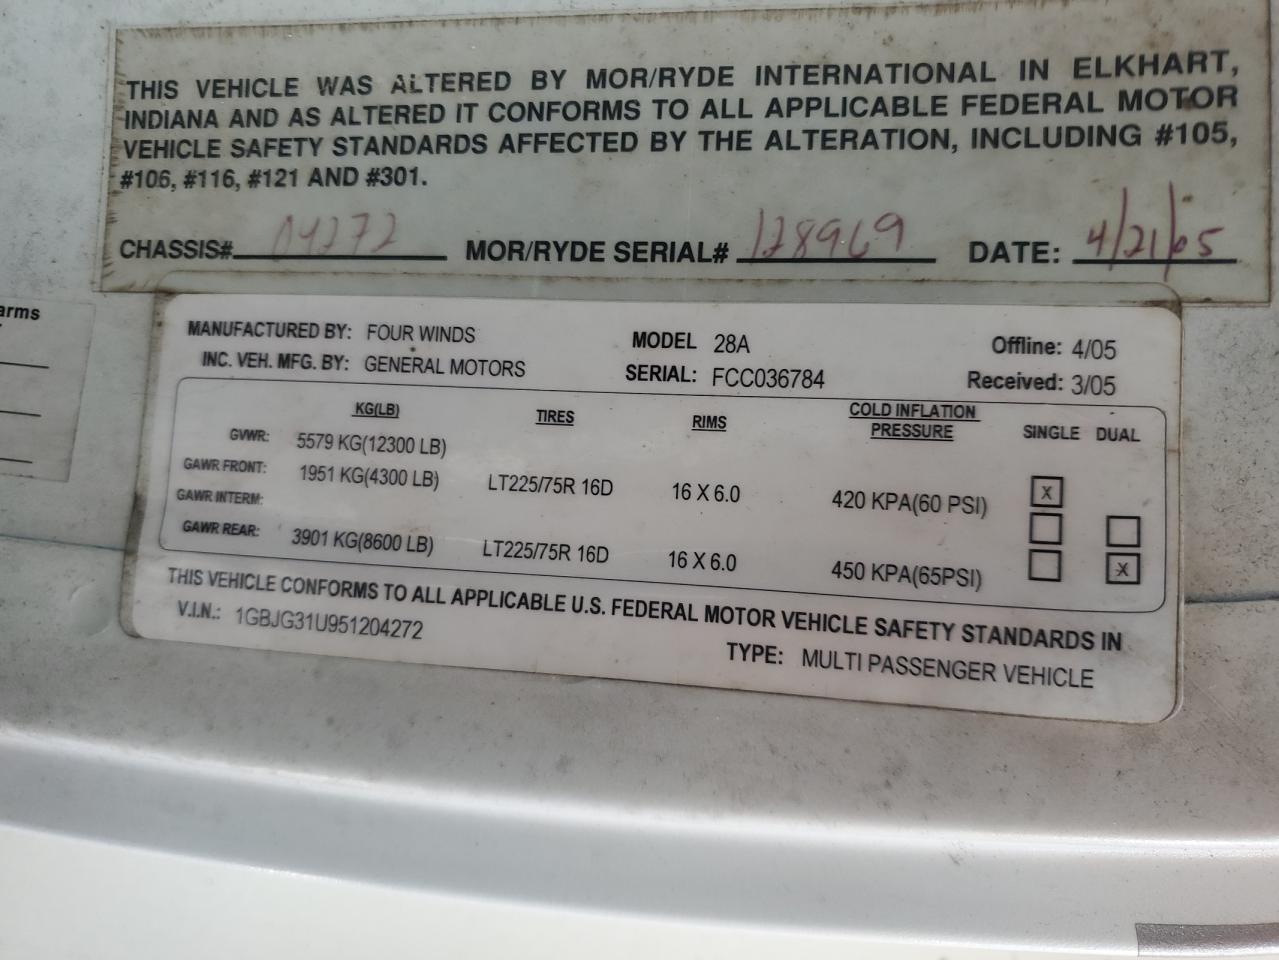 THIS VEHICLE WAS ALTERED BY MOR/RYDE INTERNATIONAL IN ELKHART,
INDIANA AND AS ALTERED IT CONFORMS TO ALL APPLICABLE FEDERAL MOTOR
VEHICLE SAFETY STANDARDS AFFECTED BY THE ALTERATION, INCLUDING #105,
#106, #116, #121 AND #301.
CHASSIS# 04272 MOR/RYDE SERIAL# 128969 DATE: 4/21/05
arms
MANUFACTURED BY: FOUR WINDS MODEL 28A Offline: 4/05
INC. VEH. MFG. BY: GENERAL MOTORS SERIAL: FCC036784 Received: 3/05
KG(LB) TIRES RIMS COLD INFLATION PRESSURE SINGLE DUAL
GVWR: 5579 KG(12300 LB)
GAWR FRONT: 1951 KG(4300 LB) LT225/75R 16D 16 X 6.0 420 KPA(60 PSI) X
GAWR INTERM:
GAWR REAR: 3901 KG(8600 LB) LT225/75R 16D 16 X 6.0 450 KPA(65PSI) X
THIS VEHICLE CONFORMS TO ALL APPLICABLE U.S. FEDERAL MOTOR VEHICLE SAFETY STANDARDS IN
V.I.N.: 1GBJG31U951204272 TYPE: MULTI PASSENGER VEHICLE